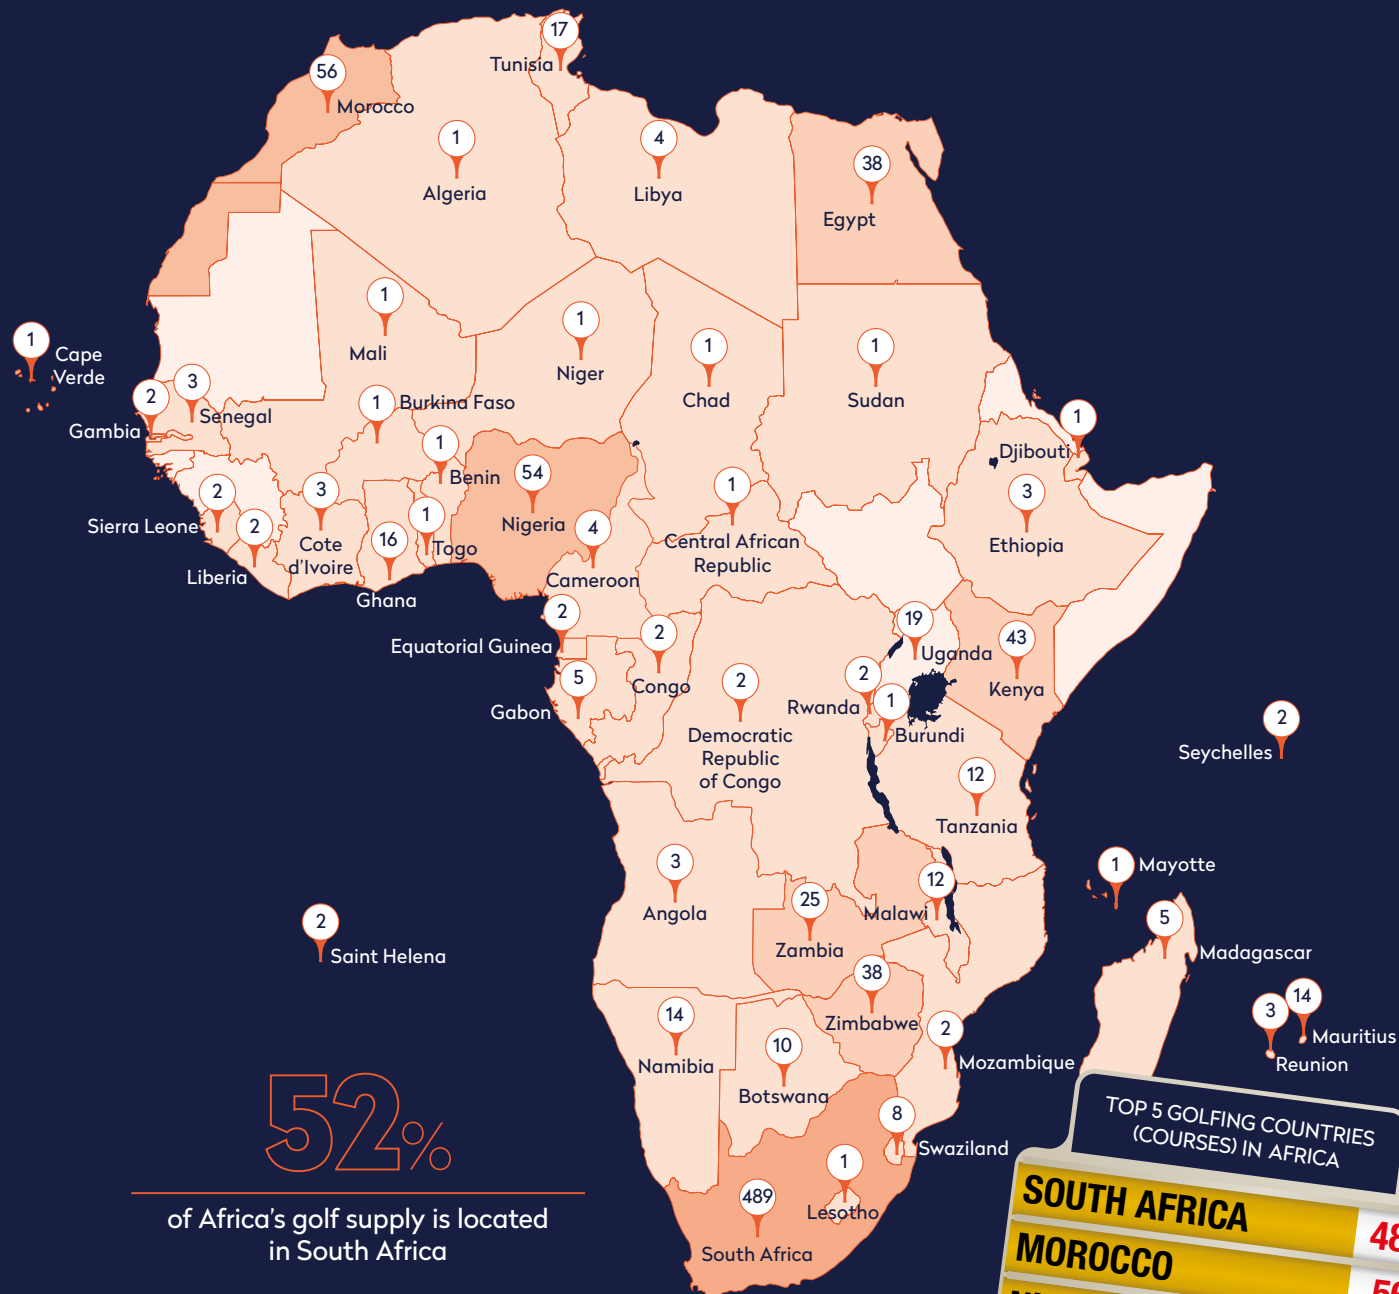 17
Tunisia
56
Morocco
1
Algeria
4
Libya
38
Egypt
1
Mali
1
Niger
1
Chad
1
Sudan
1
Cape
Verde
2
Gambia
3
Senegal
1
Burkina Faso
1
Benin
54
Nigeria
1
Djibouti
3
Ethiopia
2
Sierra Leone
2
Liberia
3
Cote
d'Ivoire
16
Ghana
1
Togo
4
Cameroon
1
Central African
Republic
2
Equatorial Guinea
5
Gabon
2
Congo
2
Democratic
Republic
of Congo
19
Uganda
43
Kenya
2
Rwanda
1
Burundi
2
Seychelles
12
Tanzania
3
Angola
25
Zambia
12
Malawi
1
Mayotte
5
Madagascar
2
Saint Helena
38
Zimbabwe
14
Namibia
10
Botswana
2
Mozambique
3
Reunion
14
Mauritius
8
Swaziland
1
Lesotho
489
South Africa
52%
of Africa's golf supply is located
in South Africa
TOP 5 GOLFING COUNTRIES
(COURSES) IN AFRICA
SOUTH AFRICA
MOROCCO